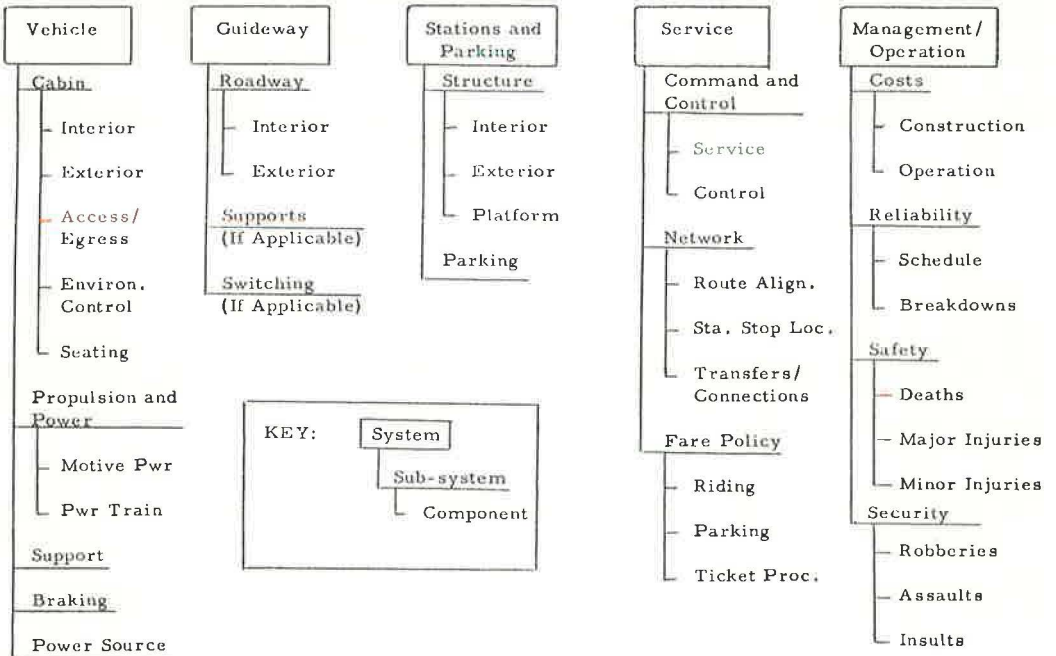 Vehicle
Cabin
Interior
Exterior
Access/
Egress
Environ.
Control
Seating
Propulsion and
Power
Motive Pwr
Pwr Train
Support
Braking
Power Source
Guideway
Roadway
Interior
Exterior
Supports
(If Applicable)
Switching
(If Applicable)
Stations and
Parking
Structure
Interior
Exterior
Platform
Parking
KEY:
System
Sub-system
Component
Service
Command and
Control
Service
Control
Network
Route Align.
Sta. Stop Loc.
Transfers/
Connections
Fare Policy
Riding
Parking
Ticket Proc.
Management/
Operation
Costs
Construction
Operation
Reliability
Schedule
Breakdowns
Safety
Deaths
Major Injuries
Minor Injuries
Security
Robberies
Assaults
Insults